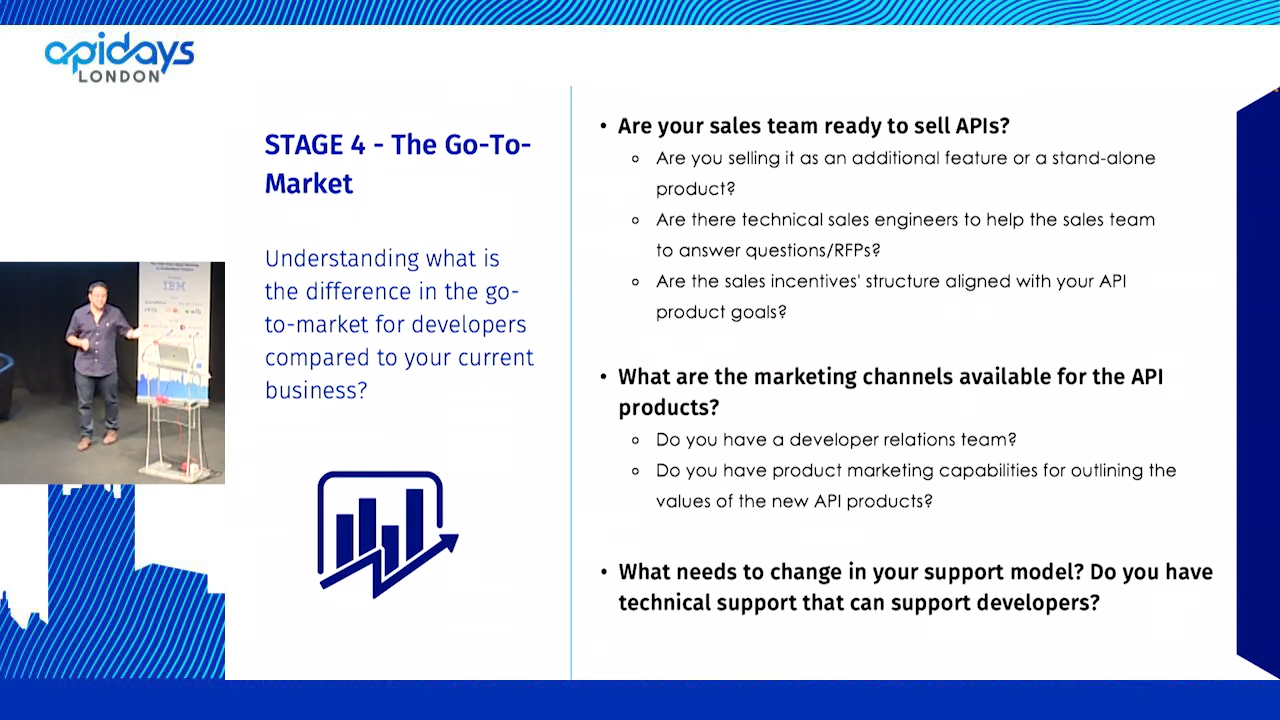 apidays
LONDON
STAGE 4 - The Go-To-
Market
Understanding what is
the difference in the go-
to-market for developers
compared to your current
business?
• Are your sales team ready to sell APIs?
Are you selling it as an additional feature or a stand-alone
product?
Are there technical sales engineers to help the sales team
to answer questions/RFPs?
Are the sales incentives' structure aligned with your API
product goals?
• What are the marketing channels available for the API
products?
Do you have a developer relations team?
Do you have product marketing capabilities for outlining the
values of the new API products?
• What needs to change in your support model? Do you have
technical support that can support developers?
IBM